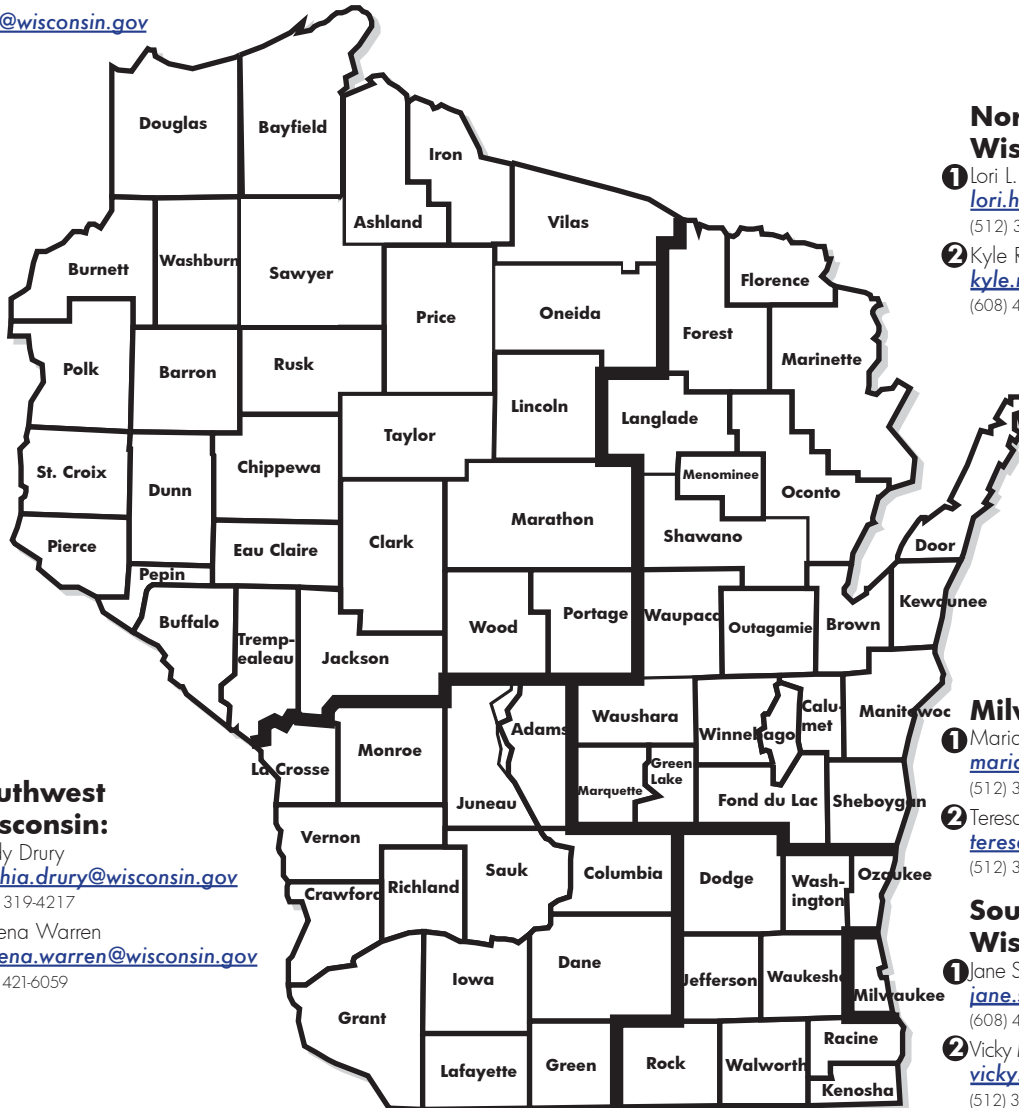 @wisconsin.gov
Douglas
Bayfield
Iron
Ashland
Vilas
Burnett
Washburn
Sawyer
Price
Oneida
Florence
Forest
Marinette
Polk
Barron
Rusk
Lincoln
Langlade
Taylor
St. Croix
Dunn
Chippewa
Menominee
Oconto
Marathon
Shawano
Pierce
Eau Claire
Clark
Door
Pepin
Buffalo
Tremp-
ealeau
Jackson
Wood
Portage
Waupaca
Outagamie
Brown
Kewaunee
Monroe
La Crosse
Adams
Juneau
Waushara
Winnebago
Calu-
met
Manitowoc
Marquette
Green
Lake
Fond du Lac
Sheboygan
Vernon
Crawford
Richland
Sauk
Columbia
Dodge
Wash-
ington
Ozaukee
Grant
Iowa
Dane
Jefferson
Waukesha
Milwaukee
Lafayette
Green
Rock
Walworth
Racine
Kenosha
uthwest
sconsin:
ly Drury
hia.drury@wisconsin.gov
319-4217
ena Warren
ena.warren@wisconsin.gov
421-6059
Nor
Wis
1 Lori L.
lori.h
(512) 3
2 Kyle R
kyle.r
(608) 4
Milw
1 Maric
maric
(512) 3
2 Teresa
teresa
(512) 3
Sou
Wis
1 Jane S
jane.s
(608) 4
2 Vicky
vicky.
(512) 3